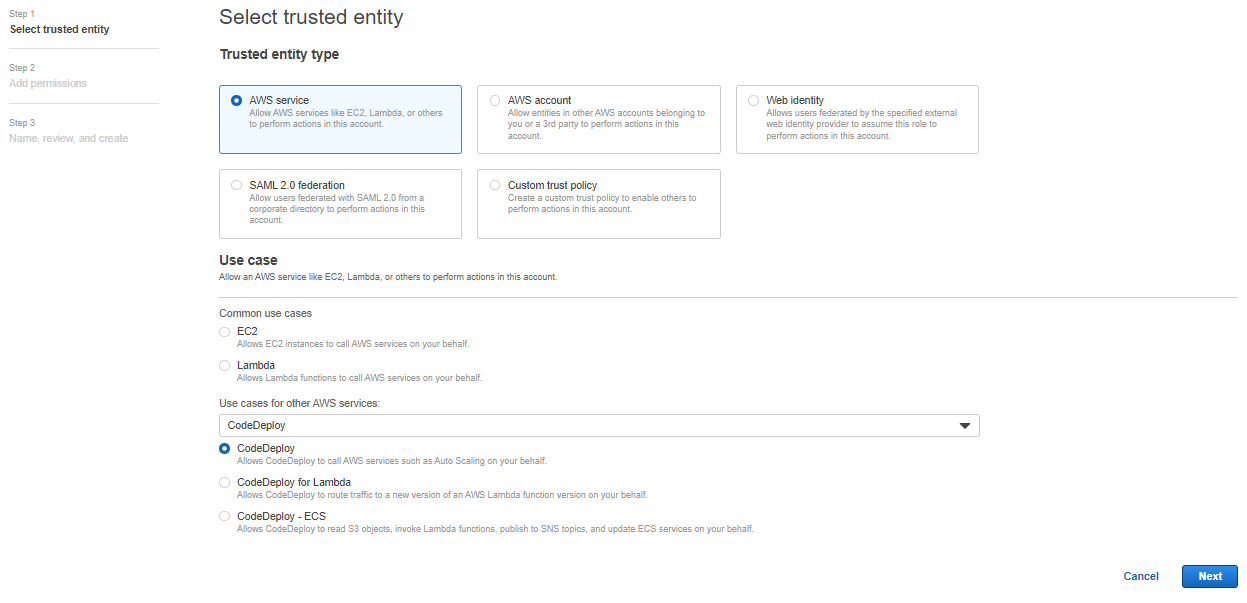 Step 1
Select trusted entity
Step 2
Add permissions
Step 3
Name, review, and create
Select trusted entity
Trusted entity type
AWS service
Allow AWS services like EC2, Lambda, or others
to perform actions in this account.
AWS account
Allow entities in other AWS accounts belonging to
you or a 3rd party to perform actions in this
account.
Web identity
Allows users federated by the specified external
web identity provider to assume this role to
perform actions in this account.
SAML 2.0 federation
Allow users federated with SAML 2.0 from a
corporate directory to perform actions in this
account.
Custom trust policy
Create a custom trust policy to enable others to
perform actions in this account.
Use case
Allow an AWS service like EC2, Lambda, or others to perform actions in this account.
Common use cases
EC2
Allows EC2 instances to call AWS services on your behalf.
Lambda
Allows Lambda functions to call AWS services on your behalf.
Use cases for other AWS services:
CodeDeploy
CodeDeploy
Allows CodeDeploy to call AWS services such as Auto Scaling on your behalf.
CodeDeploy for Lambda
Allows CodeDeploy to route traffic to a new version of an AWS Lambda function version on your behalf.
CodeDeploy - ECS
Allows CodeDeploy to read S3 objects, invoke Lambda functions, publish to SNS topics, and update ECS services on your behalf.
Cancel
Next